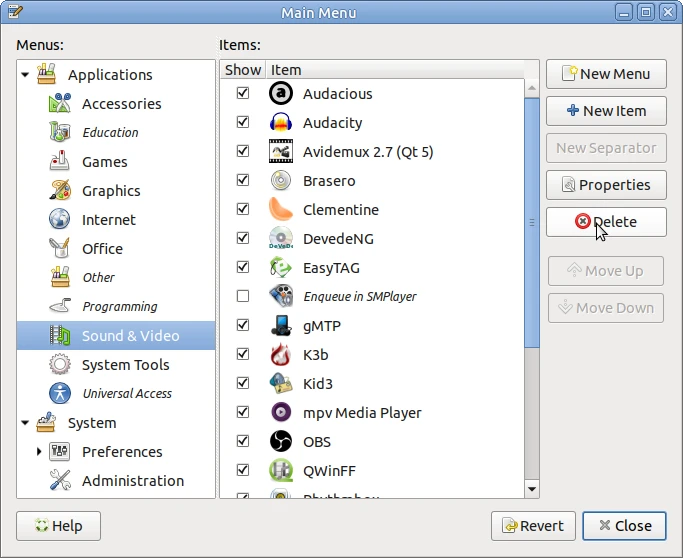 Main Menu
Menus:
Items:
Applications
Accessories
Education
Games
Graphics
Internet
Office
Other
Programming
Sound & Video
System Tools
Universal Access
System
Preferences
Administration
Show Item
Audacious
Audacity
Avidemux 2.7 (Qt 5)
Brasero
Clementine
DevedeNG
EasyTAG
Enqueue in SMPlayer
gMTP
K3b
Kid3
mpv Media Player
OBS
QWinFF
New Menu
New Item
New Separator
Properties
Delete
Move Up
Move Down
Help
Revert
Close